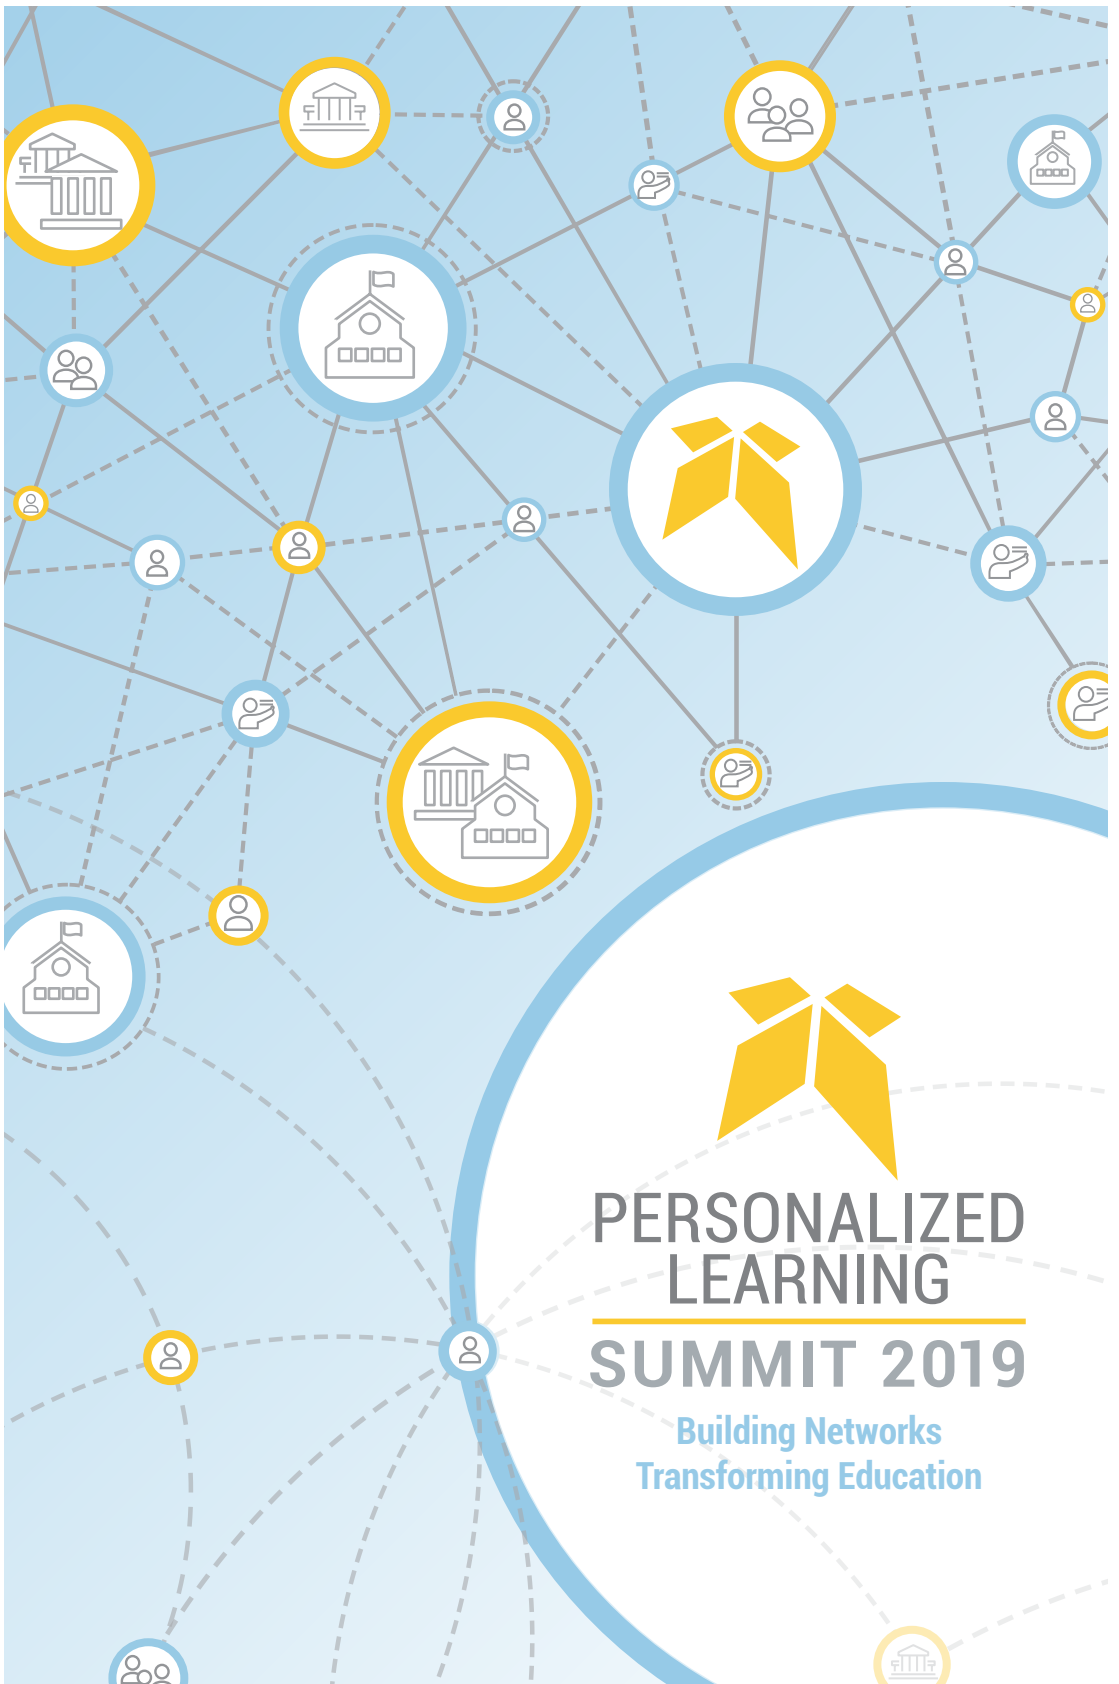 PERSONALIZED
LEARNING
SUMMIT 2019
Building Networks
Transforming Education